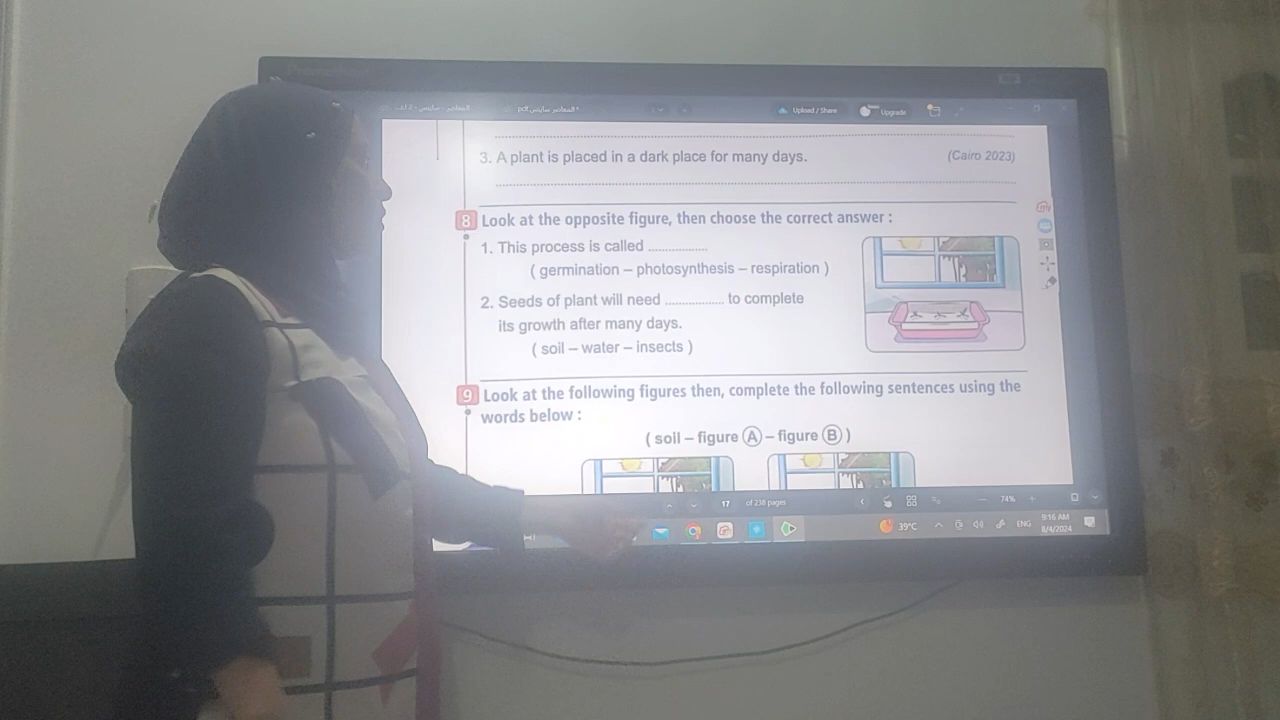 المعاصر ساينس pdf*
Upload / Share
Upgrade
3. A plant is placed in a dark place for many days.
(Cairo 2023)
8 Look at the opposite figure, then choose the correct answer :
1. This process is called ................
( germination – photosynthesis – respiration )
2. Seeds of plant will need ................ to complete
its growth after many days.
( soil – water – insects )
9 Look at the following figures then, complete the following sentences using the
words below :
( soil – figure Ⓐ – figure Ⓑ )
17 of 238 pages
74%
39°C
ENG
9:16 AM
8/4/2024